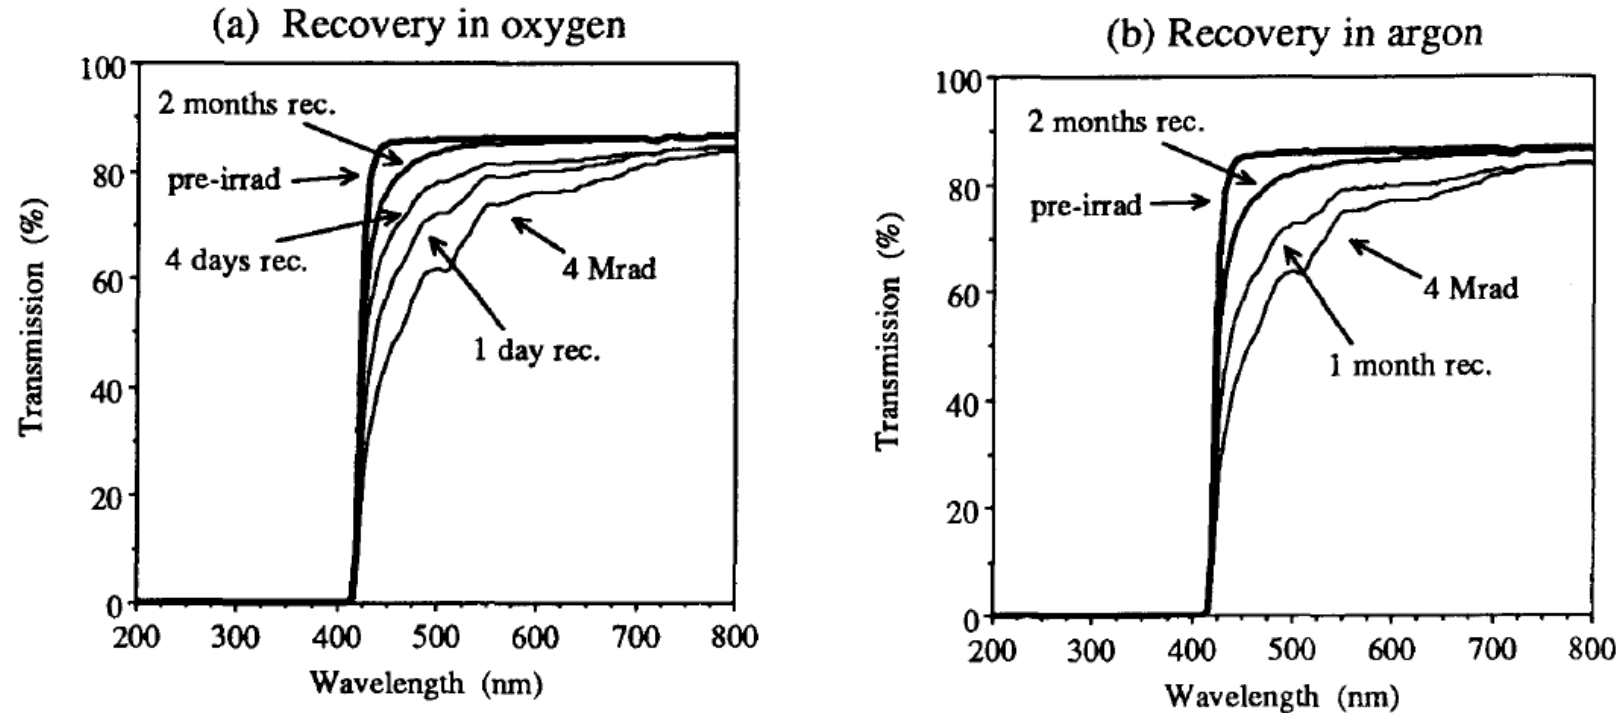 (a) Recovery in oxygen
100
80
60
40
20
0
2 months rec.
pre-irrad
4 days rec.
4 Mrad
1 day rec.
Transmission (%)
200 300 400 500 600 700 800
Wavelength (nm)
(b) Recovery in argon
100
80
60
40
20
0
2 months rec.
pre-irrad
4 Mrad
1 month rec.
Transmission (%)
200 300 400 500 600 700 800
Wavelength (nm)